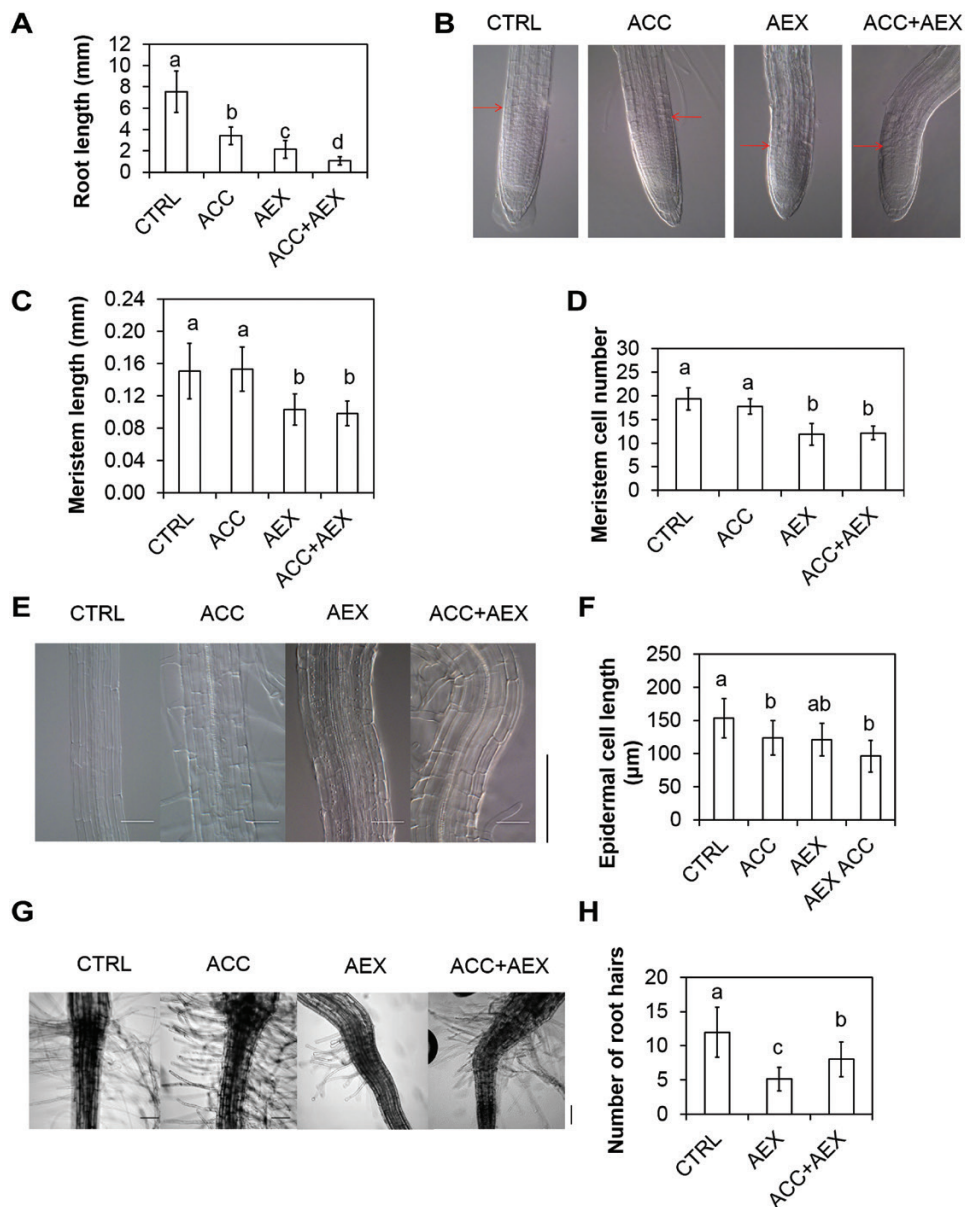 A
Root length (mm)
12
10
8
6
4
2
0
a
b
c
d
CTRL
ACC
AEX
ACC+AEX
B
CTRL
ACC
AEX
ACC+AEX
C
Meristem length (mm)
0.24
0.20
0.16
0.12
0.08
0.04
0.00
a
a
b
b
CTRL
ACC
AEX
ACC+AEX
D
Meristem cell number
30
25
20
15
10
5
0
a
a
b
b
CTRL
ACC
AEX
ACC+AEX
E
CTRL
ACC
AEX
ACC+AEX
F
Epidermal cell length
(µm)
250
200
150
100
50
0
a
b
ab
b
CTRL
ACC
AEX
AEX ACC
G
CTRL
ACC
AEX
ACC+AEX
H
Number of root hairs
20
15
10
5
0
a
c
b
CTRL
AEX
ACC+AEX